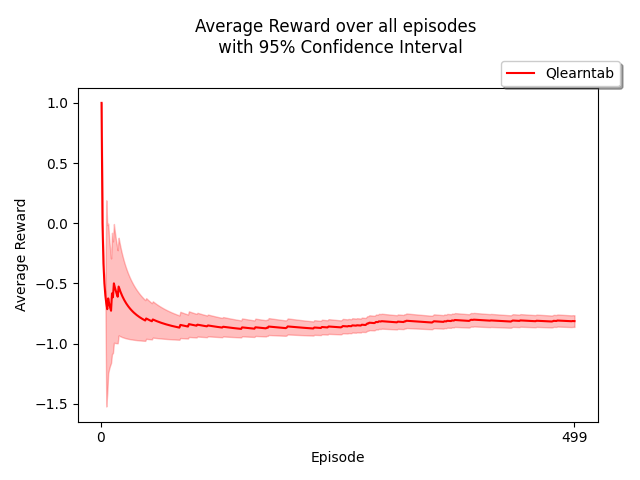 Average Reward over all episodes
with 95% Confidence Interval
Qlearntab
1.0
0.5
0.0
−0.5
−1.0
−1.5
Average Reward
0
499
Episode